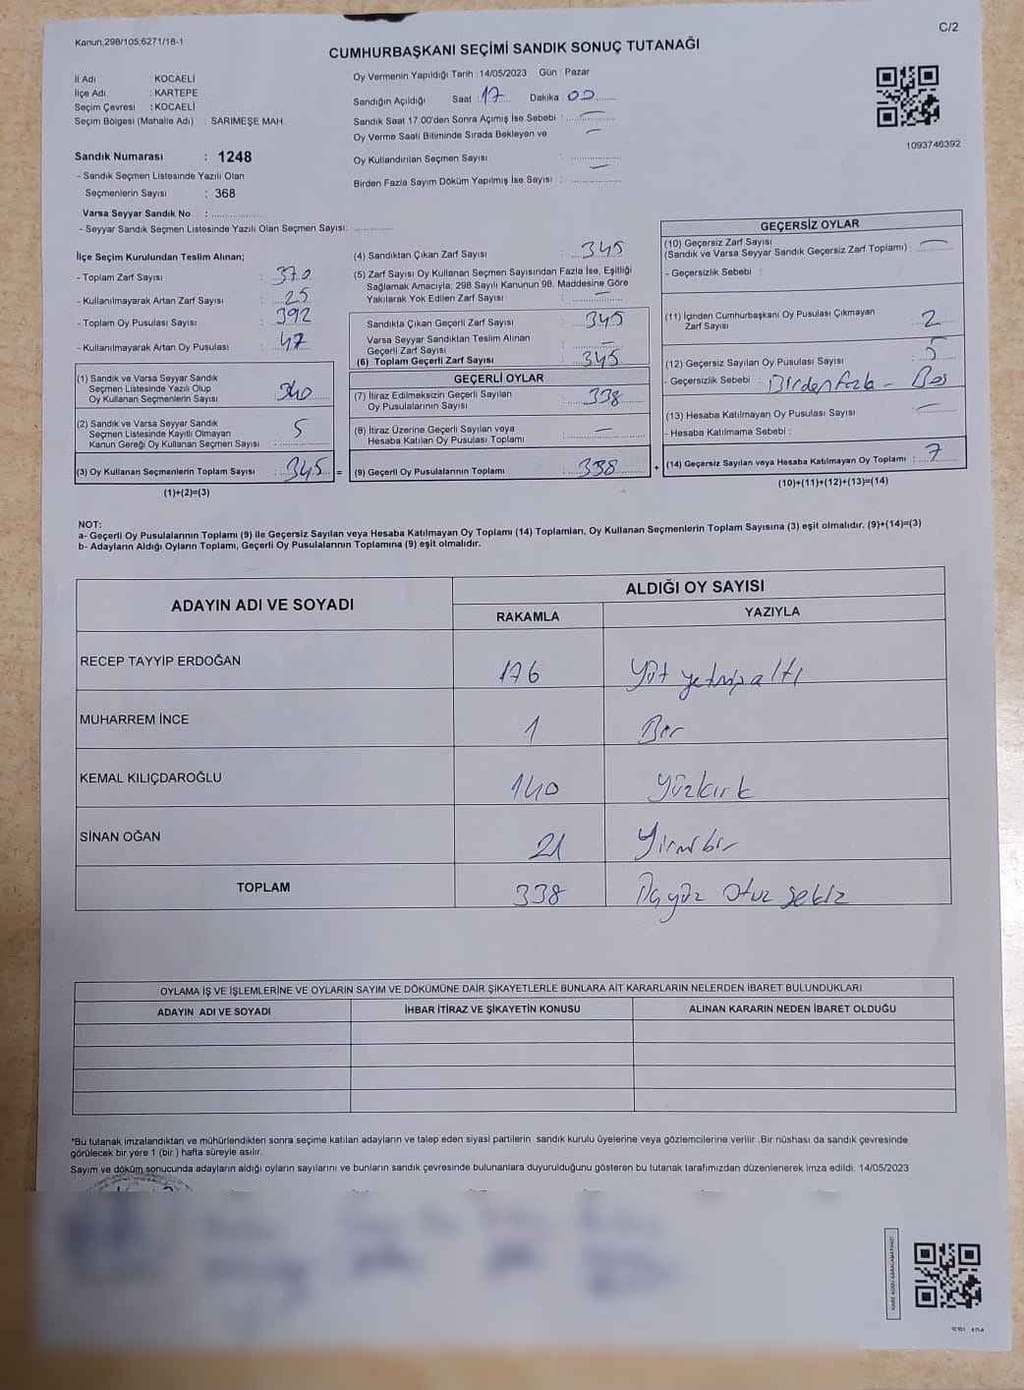 Kanun,298/105,6271/18-1
C/2
CUMHURBAŞKANI SEÇİMİ SANDIK SONUÇ TUTANAĞI
İl Adı : KOCAELİ
İlçe Adı : KARTEPE
Seçim Çevresi : KOCAELİ
Seçim Bölgesi (Mahalle Adı) : SARIMEŞE MAH.
Sandık Numarası : 1248
- Sandık Seçmen Listesinde Yazılı Olan
Seçmenlerin Sayısı : 368
Varsa Seyyar Sandık No :
- Seyyar Sandık Seçmen Listesinde Yazılı Olan Seçmen Sayısı:
Oy Vermenin Yapıldığı Tarih :14/05/2023 Gün : Pazar
Sandığın Açıldığı Saat : 17 Dakika : 00
Sandık Saat 17.00'den Sonra Açımış İse Sebebi : —
Oy Verme Saati Bitiminde Sırada Bekleyen ve —
Oy Kullandırılan Seçmen Sayısı
Birden Fazla Sayım Döküm Yapılmış İse Sayısı : —
1093746392
İlçe Seçim Kurulundan Teslim Alınan;
- Toplam Zarf Sayısı : 370
- Kullanılmayarak Artan Zarf Sayısı : 25
- Toplam Oy Pusulası Sayısı : 392
- Kullanılmayarak Artan Oy Pusulası : 47
(1) Sandık ve Varsa Seyyar Sandık
Seçmen Listesinde Yazılı Olup
Oy Kullanan Seçmenlerin Sayısı : 340
(2) Sandık ve Varsa Seyyar Sandık
Seçmen Listesinde Kayıtlı Olmayan
Kanun Gereği Oy Kullanan Seçmen Sayısı : 5
(3) Oy Kullanan Seçmenlerin Toplam Sayısı : 345 =
(1)+(2)=(3)
(4) Sandıktan Çıkan Zarf Sayısı : 345
(5) Zarf Sayısı Oy Kullanan Seçmen Sayısından Fazla İse, Eşitliği
Sağlamak Amacıyla, 298 Sayılı Kanunun 98. Maddesine Göre
Yakılarak Yok Edilen Zarf Sayısı : —
Sandıkta Çıkan Geçerli Zarf Sayısı : 345
Varsa Seyyar Sandıktan Teslim Alınan
Geçerli Zarf Sayısı : —
(6) Toplam Geçerli Zarf Sayısı : 345
GEÇERLİ OYLAR
(7) İtiraz Edilmeksizin Geçerli Sayılan
Oy Pusulalarının Sayısı : 338
(8) İtiraz Üzerine Geçerli Sayılan veya
Hesaba Katılan Oy Pusulası Toplamı : —
(9) Geçerli Oy Pusulalarının Toplamı : 338 +
GEÇERSİZ OYLAR
(10) Geçersiz Zarf Sayısı
(Sandık ve Varsa Seyyar Sandık Geçersiz Zarf Toplamı) : —
- Geçersizlik Sebebi :
(11) İçinden Cumhurbaşkanı Oy Pusulası Çıkmayan
Zarf Sayısı : 2
(12) Geçersiz Sayılan Oy Pusulası Sayısı : 5
- Geçersizlik Sebebi : Birden fazla - Boş
(13) Hesaba Katılmayan Oy Pusulası Sayısı : —
- Hesaba Katılmama Sebebi :
(14) Geçersiz Sayılan veya Hesaba Katılmayan Oy Toplamı : 7
(10)+(11)+(12)+(13)=(14)
NOT:
a- Geçerli Oy Pusulalarının Toplamı (9) ile Geçersiz Sayılan veya Hesaba Katılmayan Oy Toplamı (14) Toplamları, Oy Kullanan Seçmenlerin Toplam Sayısına (3) eşit olmalıdır. (9)+(14)=(3)
b- Adayların Aldığı Oyların Toplamı, Geçerli Oy Pusulalarının Toplamına (9) eşit olmalıdır.
ADAYIN ADI VE SOYADI
ALDIĞI OY SAYISI
RAKAMLA YAZIYLA
RECEP TAYYİP ERDOĞAN 176 Yüz yetmişaltı
MUHARREM İNCE 1 Bir
KEMAL KILIÇDAROĞLU 140 Yüzkırk
SİNAN OĞAN 21 Yirmibir
TOPLAM 338 Üçyüz Otuz Sekiz
OYLAMA İŞ VE İŞLEMLERİNE VE OYLARIN SAYIM VE DÖKÜMÜNE DAİR ŞİKAYETLERLE BUNLARA AİT KARARLARIN NELERDEN İBARET BULUNDUKLARI
ADAYIN ADI VE SOYADI İHBAR İTİRAZ VE ŞİKAYETİN KONUSU ALINAN KARARIN NEDEN İBARET OLDUĞU
*Bu tutanak imzalandıktan ve mühürlendikten sonra seçime katılan adayların ve talep eden siyasi partilerin sandık kurulu üyelerine veya gözlemcilerine verilir. Bir nüshası da sandık çevresinde
görülecek bir yere 1 (bir ) hafta süreyle asılır.
Sayım ve döküm sonucunda adayların aldığı oyların sayılarını ve bunların sandık çevresinde bulunanlara duyurulduğunu gösteren bu tutanak tarafımızdan düzenlenerek imza edildi. 14/05/2023